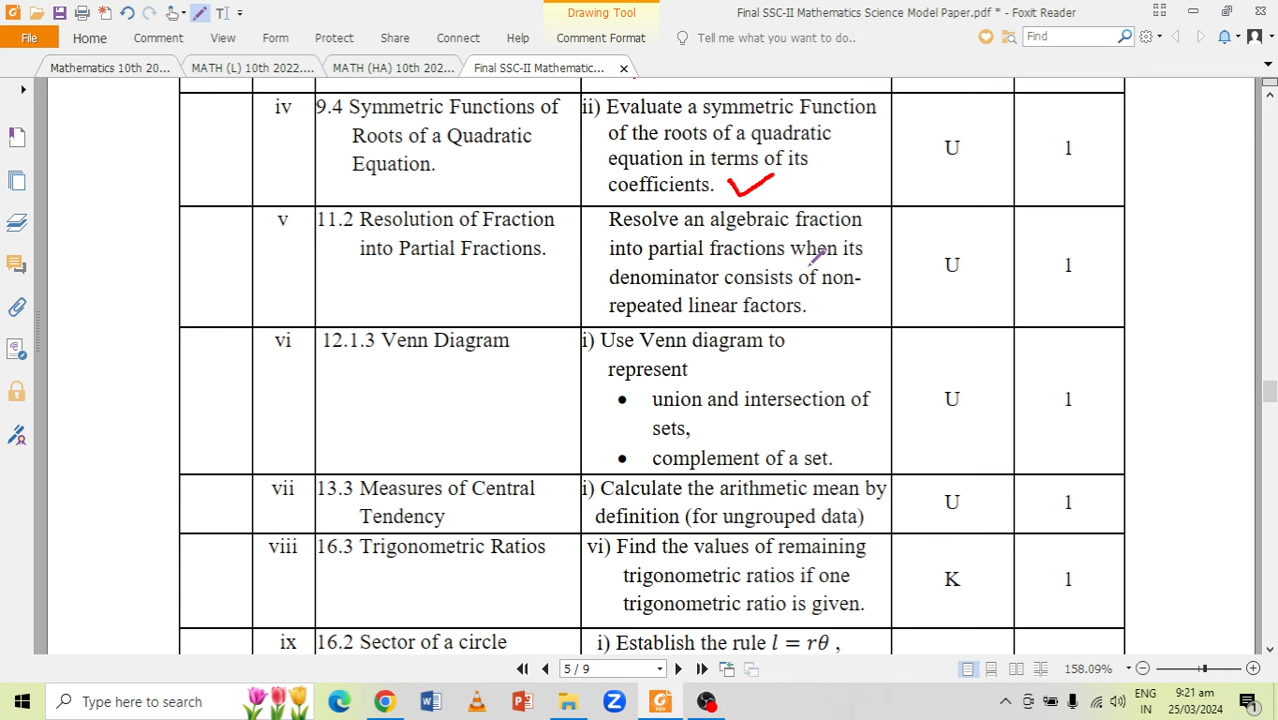 Drawing Tool
Final SSC-II Mathematics Science Model Paper.pdf * - Foxit Reader
File Home Comment View Form Protect Share Connect Help Comment Format Tell me what you want to do.. Find
Mathematics 10th 20... MATH (L) 10th 2022.... MATH (HA) 10th 202... Final SSC-II Mathematic...
iv 9.4 Symmetric Functions of
Roots of a Quadratic
Equation.
ii) Evaluate a symmetric Function
of the roots of a quadratic
equation in terms of its
coefficients.
U 1
v 11.2 Resolution of Fraction
into Partial Fractions.
Resolve an algebraic fraction
into partial fractions when its
denominator consists of non-
repeated linear factors.
U 1
vi 12.1.3 Venn Diagram
i) Use Venn diagram to
represent
• union and intersection of
sets,
• complement of a set.
U 1
vii 13.3 Measures of Central
Tendency
i) Calculate the arithmetic mean by
definition (for ungrouped data)
U 1
viii 16.3 Trigonometric Ratios
vi) Find the values of remaining
trigonometric ratios if one
trigonometric ratio is given.
K 1
ix 16.2 Sector of a circle
i) Establish the rule l = rθ ,
5 / 9 158.09%
Type here to search
ENG
IN
9:21 am
25/03/2024
1